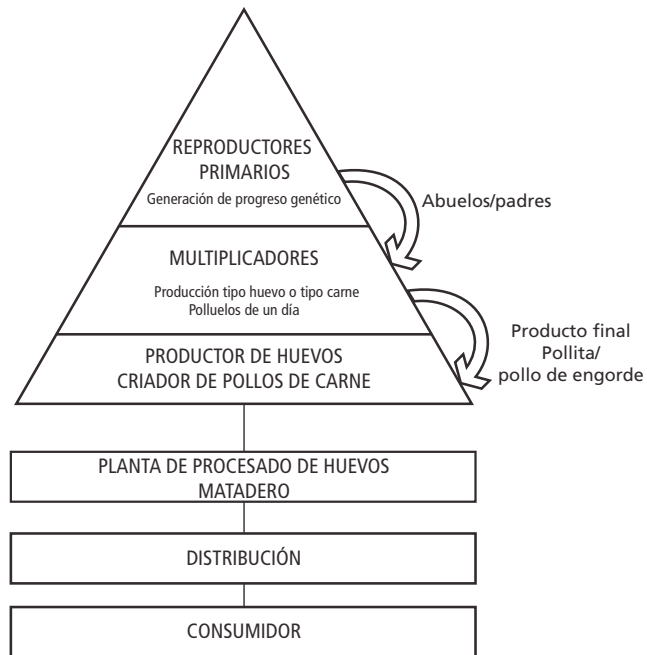 REPRODUCTORES
PRIMARIOS
Generación de progreso genético
Abuelos/padres
MULTIPLICADORES
Producción tipo huevo o tipo carne
Polluelos de un día
Producto final
Pollita/
pollo de engorde
PRODUCTOR DE HUEVOS
CRIADOR DE POLLOS DE CARNE
PLANTA DE PROCESADO DE HUEVOS
MATADERO
DISTRIBUCIÓN
CONSUMIDOR